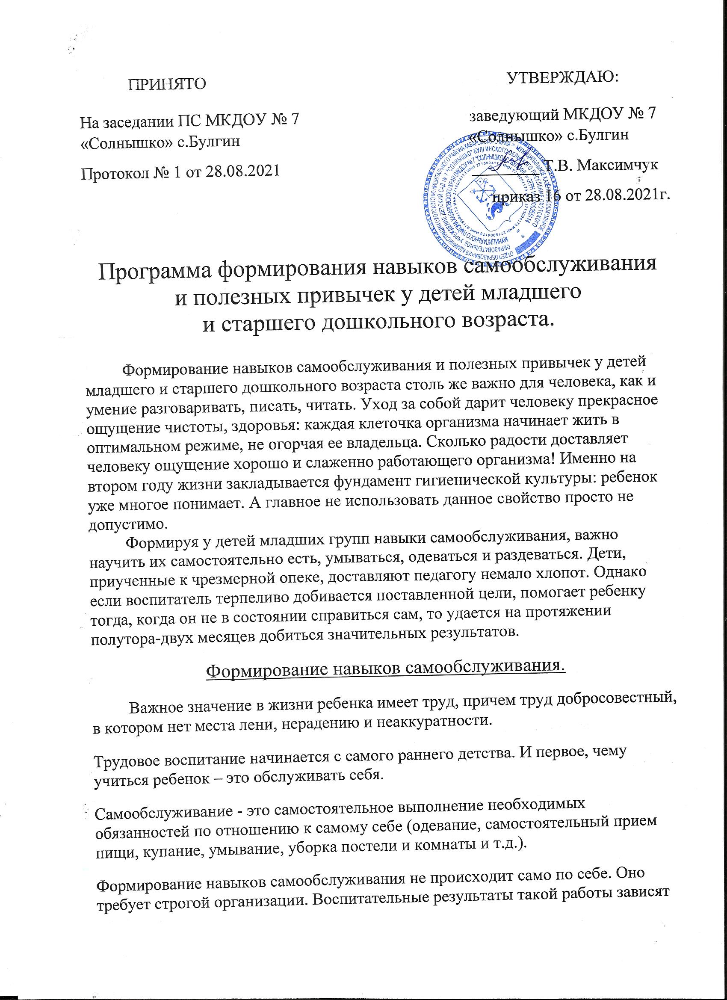 ПРИНЯТО
На заседании ПС МКДОУ № 7
«Солнышко» с.Булгин
Протокол № 1 от 28.08.2021
УТВЕРЖДАЮ:
заведующий МКДОУ № 7
«Солнышко» с.Булгин
Т.В. Максимчук
приказ 16 от 28.08.2021г.
Программа формирования навыков самообслуживания
и полезных привычек у детей младшего
и старшего дошкольного возраста.
Формирование навыков самообслуживания и полезных привычек у детей
младшего и старшего дошкольного возраста столь же важно для человека, как и
умение разговаривать, писать, читать. Уход за собой дарит человеку прекрасное
ощущение чистоты, здоровья: каждая клеточка организма начинает жить в
оптимальном режиме, не огорчая ее владельца. Сколько радости доставляет
человеку ощущение хорошо и слаженно работающего организма! Именно на
втором году жизни закладывается фундамент гигиенической культуры: ребенок
уже многое понимает. А главное не использовать данное свойство просто не
допустимо.
Формируя у детей младших групп навыки самообслуживания, важно
научить их самостоятельно есть, умываться, одеваться и раздеваться. Дети,
приученные к чрезмерной опеке, доставляют педагогу немало хлопот. Однако
если воспитатель терпеливо добивается поставленной цели, помогает ребенку
тогда, когда он не в состоянии справиться сам, то удается на протяжении
полутора-двух месяцев добиться значительных результатов.
Формирование навыков самообслуживания.
Важное значение в жизни ребенка имеет труд, причем труд добросовестный,
в котором нет места лени, нерадению и неаккуратности.
Трудовое воспитание начинается с самого раннего детства. И первое, чему
учиться ребенок – это обслуживать себя.
Самообслуживание - это самостоятельное выполнение необходимых
обязанностей по отношению к самому себе (одевание, самостоятельный прием
пищи, купание, умывание, уборка постели и комнаты и т.д.).
Формирование навыков самообслуживания не происходит само по себе. Оно
требует строгой организации. Воспитательные результаты такой работы зависят